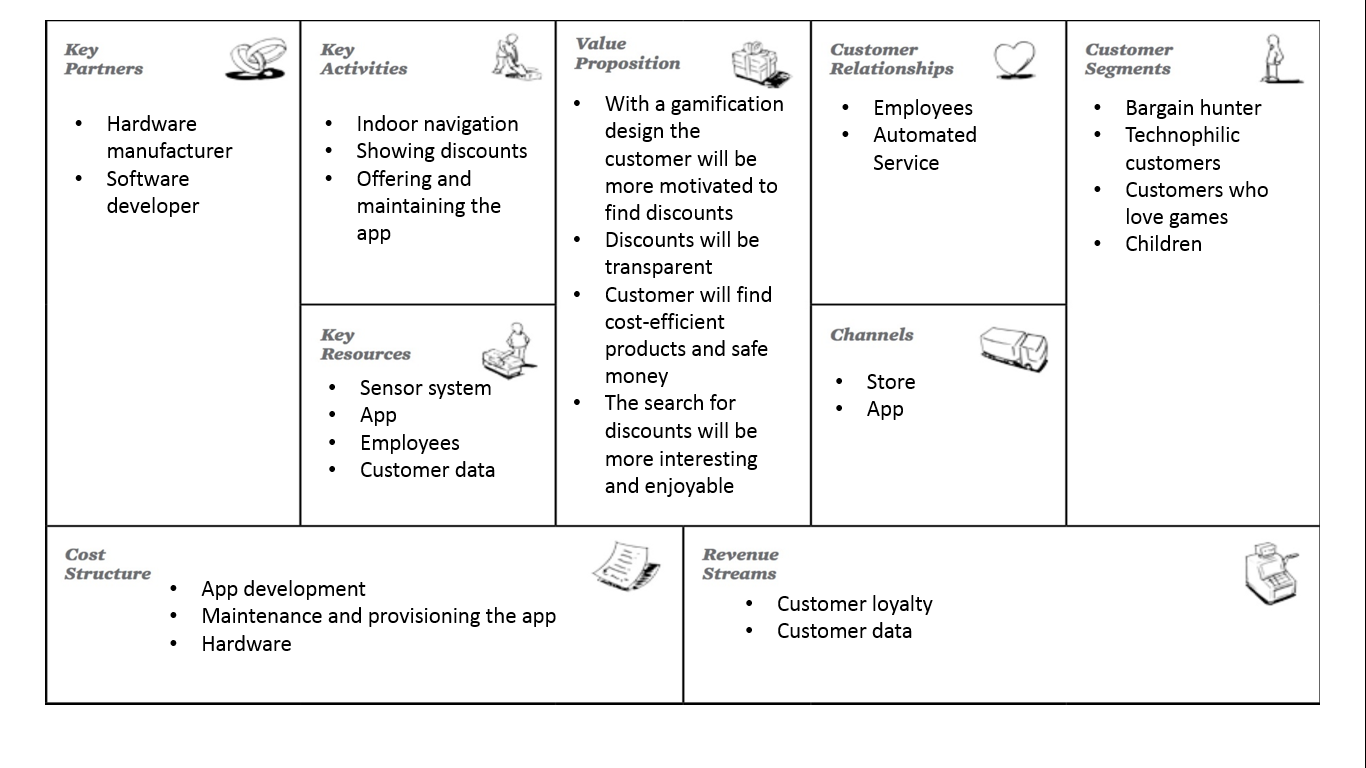 Key
Partners
• Hardware
manufacturer
• Software
developer
Key
Activities
• Indoor navigation
• Showing discounts
• Offering and
maintaining the
app
Key
Resources
• Sensor system
• App
• Employees
• Customer data
Value
Proposition
• With a gamification
design the
customer will be
more motivated to
find discounts
• Discounts will be
transparent
• Customer will find
cost-efficient
products and safe
money
• The search for
discounts will be
more interesting
and enjoyable
Customer
Relationships
• Employees
• Automated
Service
Channels
• Store
• App
Customer
Segments
• Bargain hunter
• Technophilic
customers
• Customers who
love games
• Children
Cost
Structure
• App development
• Maintenance and provisioning the app
• Hardware
Revenue
Streams
• Customer loyalty
• Customer data